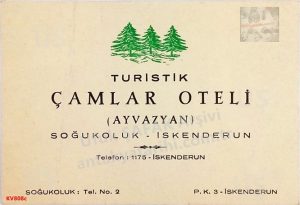 TURİSTİK
ÇAMLAR OTELİ
(AYVAZYAN)
SOĞUKOLUK - İSKENDERUN
Telefon : 1175 - İSKENDERUN
SOĞUKOLUK : Tel. No. 2
P. K. 3 - İSKENDERUN
KV808c